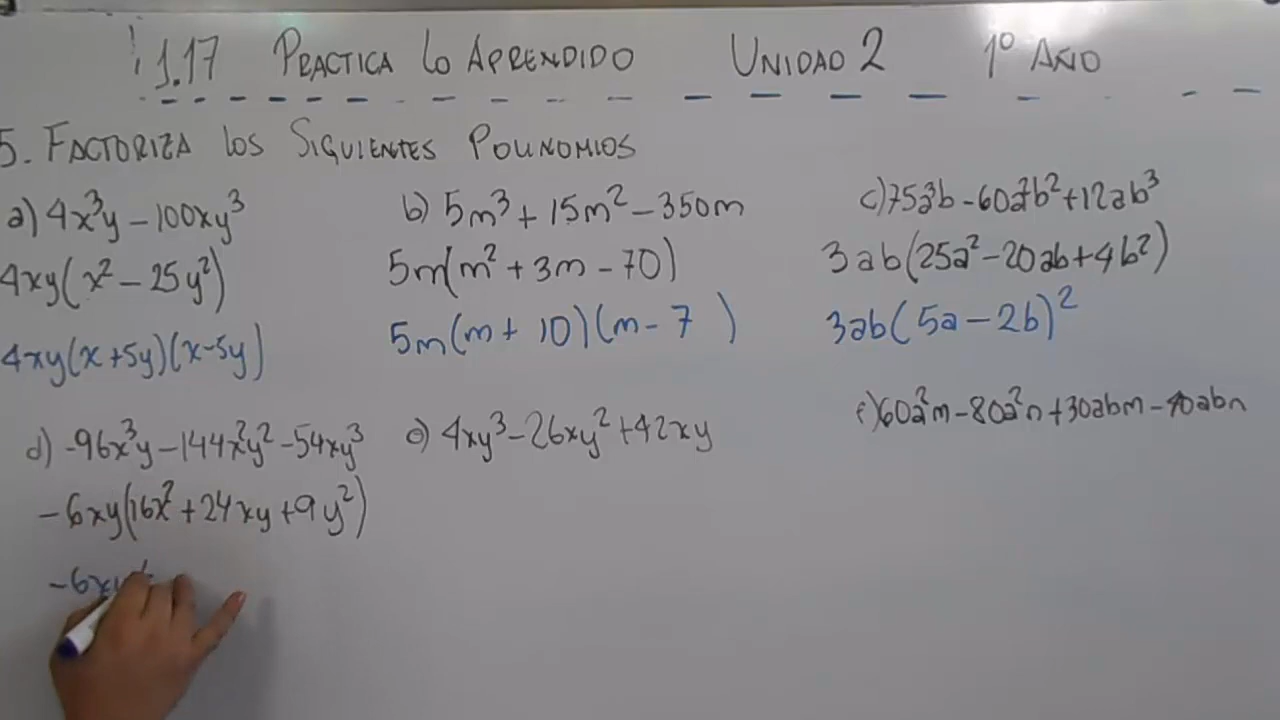 1.17 PRACTICA LO APRENDIDO UNIDAD 2 1º AÑO
5. FACTORIZA LOS SIGUIENTES POLINOMIOS
a) 4x³y - 100xy³
4xy(x² - 25y²)
4xy(x + 5y)(x - 5y)
b) 5m³ + 15m² - 350m
5m(m² + 3m - 70)
5m(m + 10)(m - 7 )
c) 75a³b - 60a²b² + 12ab³
3ab(25a² - 20ab + 4b²)
3ab(5a - 2b)²
d) -96x³y - 144x²y² - 54xy³
-6xy(16x² + 24xy + 9y²)
-6xy(
e) 4xy³ - 26xy² + 42xy
f) 60a²m - 80a²n + 30abm - 40abn